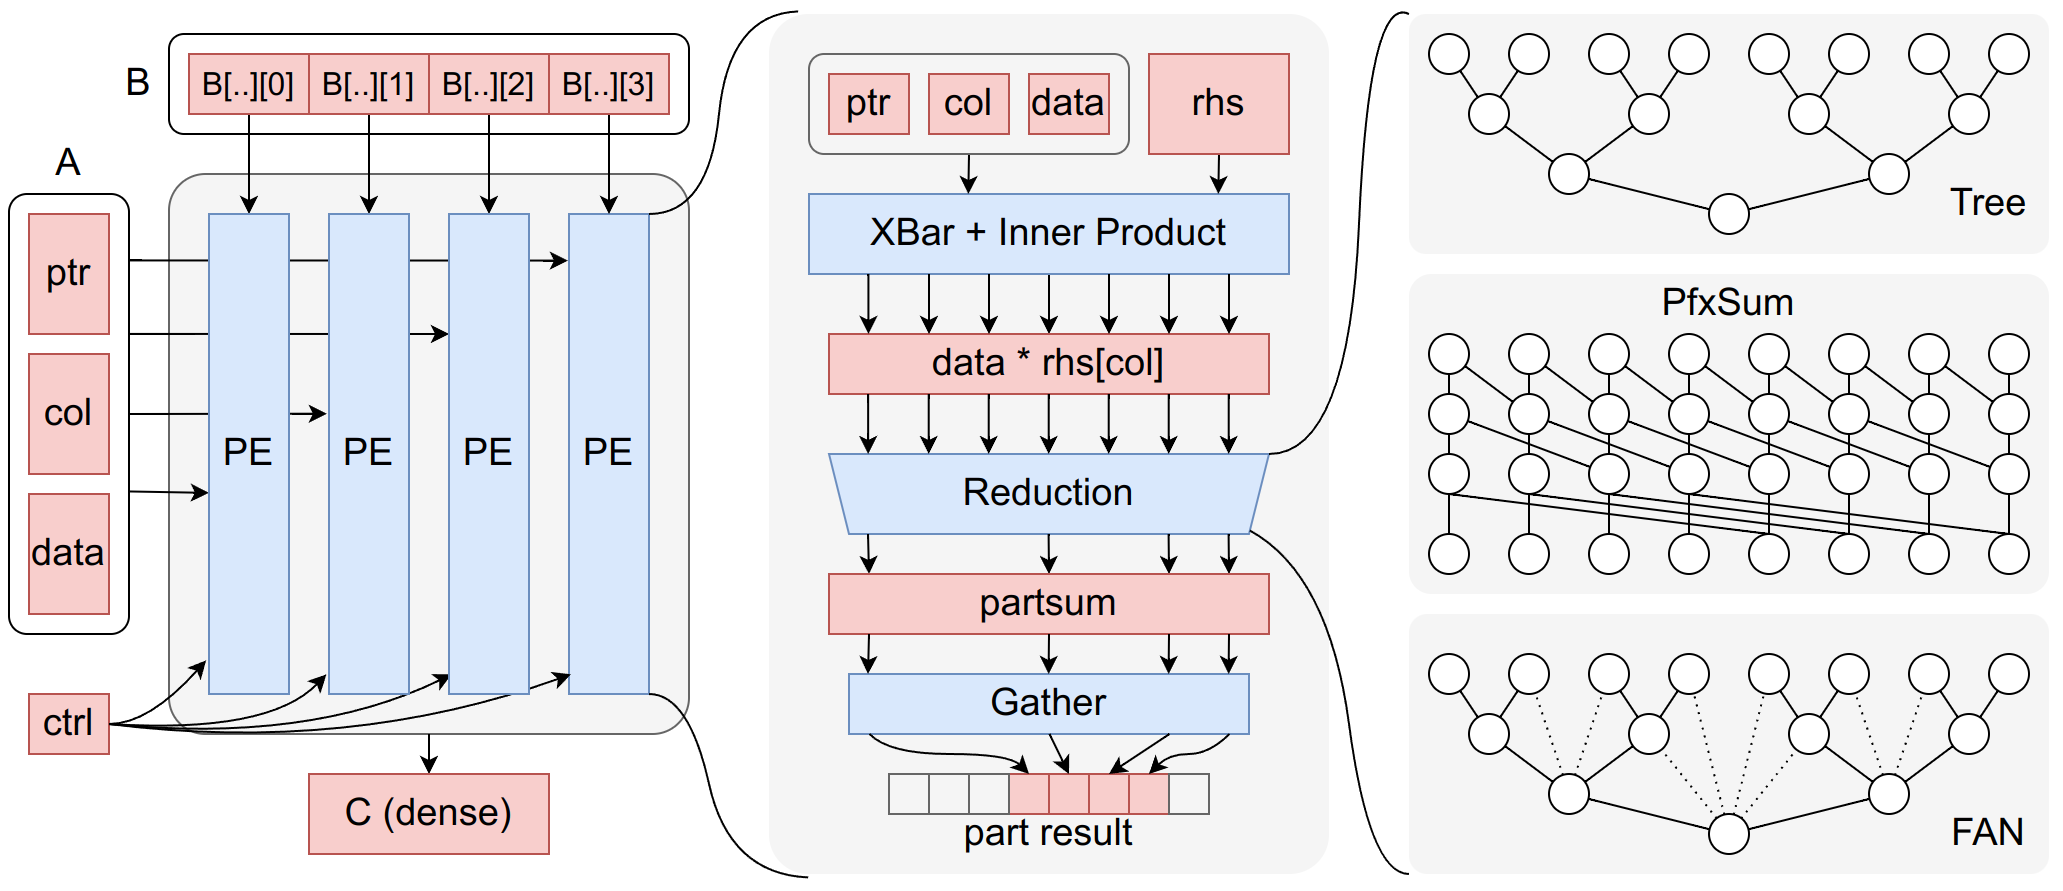 B
B[..][0] B[..][1] B[..][2] B[..][3]
A
ptr
col
data
ctrl
PE PE PE PE
C (dense)
ptr col data rhs
XBar + Inner Product
data * rhs[col]
Reduction
partsum
Gather
part result
Tree
PfxSum
FAN